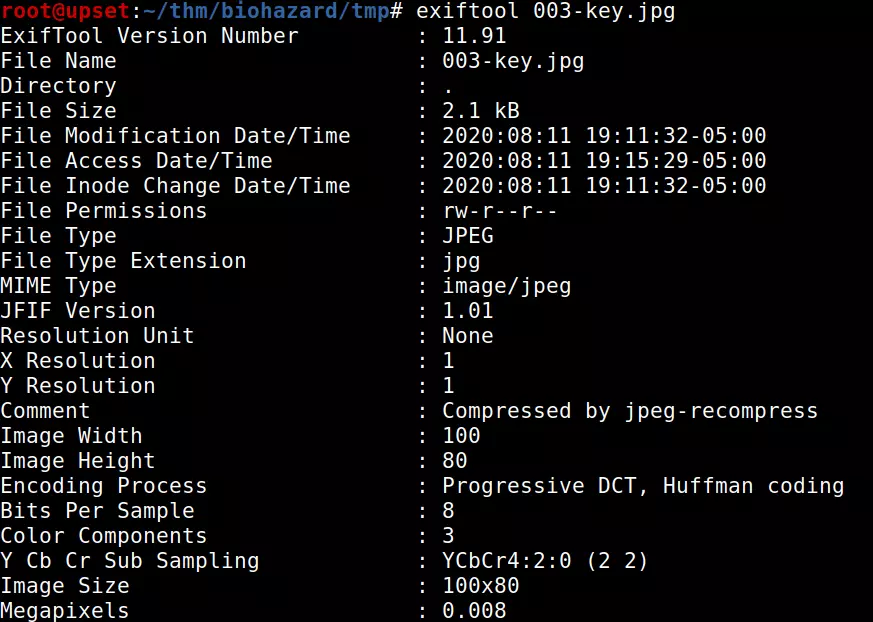 root@upset:~/thm/biohazard/tmp# exiftool 003-key.jpg
ExifTool Version Number         : 11.91
File Name                       : 003-key.jpg
Directory                       : .
File Size                       : 2.1 kB
File Modification Date/Time     : 2020:08:11 19:11:32-05:00
File Access Date/Time           : 2020:08:11 19:15:29-05:00
File Inode Change Date/Time     : 2020:08:11 19:11:32-05:00
File Permissions                : rw-r--r--
File Type                       : JPEG
File Type Extension             : jpg
MIME Type                       : image/jpeg
JFIF Version                    : 1.01
Resolution Unit                 : None
X Resolution                    : 1
Y Resolution                    : 1
Comment                         : Compressed by jpeg-recompress
Image Width                     : 100
Image Height                    : 80
Encoding Process                : Progressive DCT, Huffman coding
Bits Per Sample                 : 8
Color Components                : 3
Y Cb Cr Sub Sampling            : YCbCr4:2:0 (2 2)
Image Size                      : 100x80
Megapixels                      : 0.008